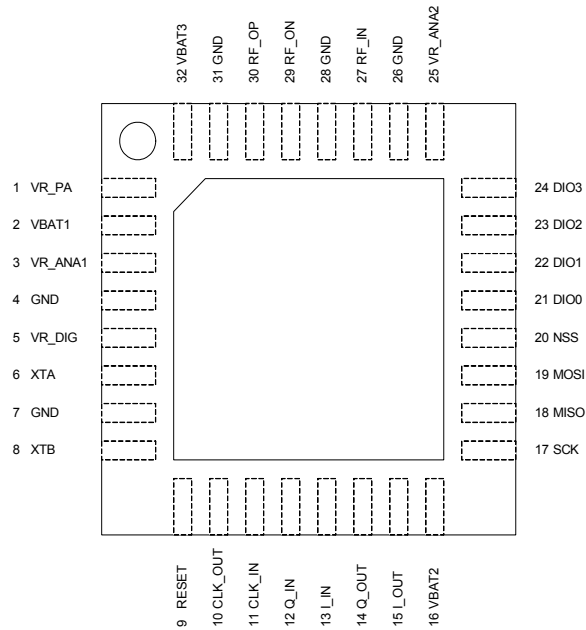 32 VBAT3
31 GND
30 RF_OP
29 RF_ON
28 GND
27 RF_IN
26 GND
25 VR_ANA2
1 VR_PA
2 VBAT1
3 VR_ANA1
4 GND
5 VR_DIG
6 XTA
7 GND
8 XTB
24 DIO3
23 DIO2
22 DIO1
21 DIO0
20 NSS
19 MOSI
18 MISO
17 SCK
9 RESET
10 CLK_OUT
11 CLK_IN
12 Q_IN
13 I_IN
14 Q_OUT
15 I_OUT
16 VBAT2